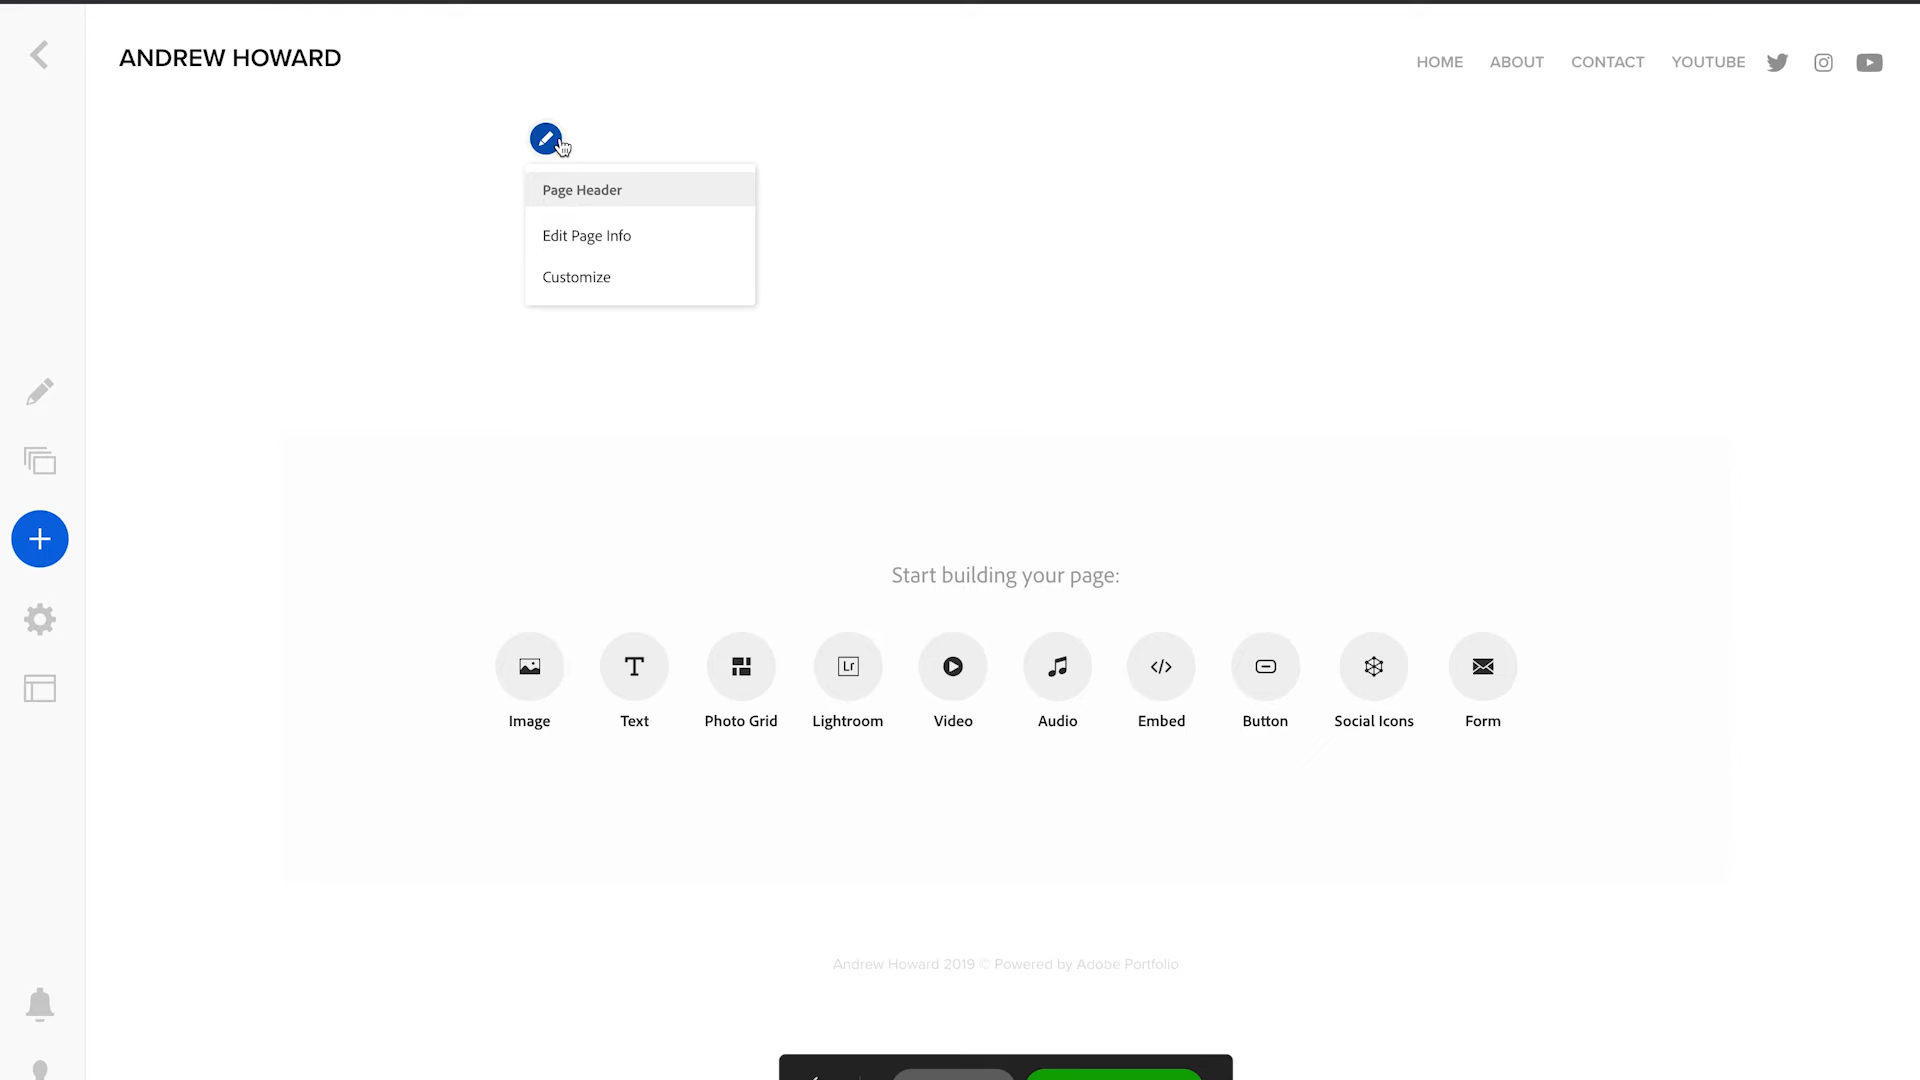 ANDREW HOWARD
HOME ABOUT CONTACT YOUTUBE
Page Header
Edit Page Info
Customize
Start building your page:
Lr
Image Text Photo Grid Lightroom Video Audio Embed Button Social Icons Form
Andrew Howard 2019 © Powered by Adobe Portfolio